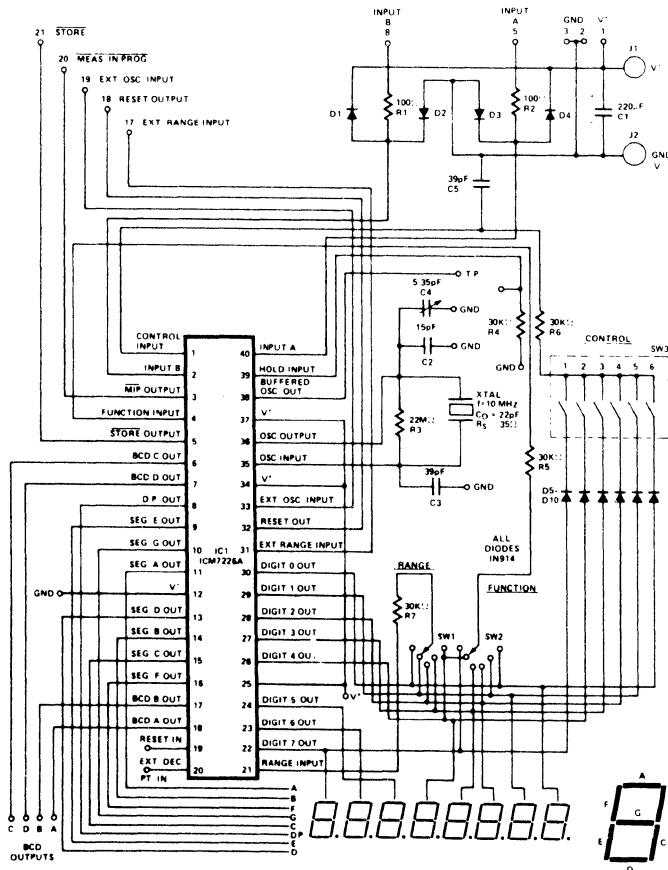 21 STORE
20 MEAS IN PROG
19 EXT OSC INPUT
18 RESET OUTPUT
17 EXT RANGE INPUT
INPUT
B
8
INPUT
A
5
GND
3 2
V+
1
J1
V+
D1
100Ω
R1
D2
D3
100Ω
R2
D4
220µF
C1
J2
GND
V
39pF
C5
TP
5 35pF
C4
GND
15pF
C2
GND
30KΩ
R4
GND
30KΩ
R6
CONTROL
SW3
1 2 3 4 5 6
XTAL
f=10 MHz
CO = 22pF
RS 35Ω
22MΩ
R3
39pF
C3
GND
30KΩ
R5
D5-
D10
ALL
DIODES
IN914
RANGE
FUNCTION
30KΩ
R7
SW1
SW2
IC1
ICM7226A
CONTROL
INPUT
1
INPUT B
2
MIP OUTPUT
3
FUNCTION INPUT
4
STORE OUTPUT
5
BCD C OUT
6
BCD D OUT
7
D P OUT
8
SEG E OUT
9
SEG G OUT
10
SEG A OUT
11
GND
V-
12
SEG D OUT
13
SEG B OUT
14
SEG C OUT
15
SEG F OUT
16
BCD B OUT
17
BCD A OUT
18
RESET IN
19
EXT DEC
PT IN
20
40
INPUT A
39
HOLD INPUT
38
BUFFERED
OSC OUT
37
V+
36
OSC OUTPUT
35
OSC INPUT
34
V+
33
EXT OSC INPUT
32
RESET OUT
31
EXT RANGE INPUT
30
DIGIT 0 OUT
29
DIGIT 1 OUT
28
DIGIT 2 OUT
27
DIGIT 3 OUT
26
DIGIT 4 OUT
25
V+
24
DIGIT 5 OUT
23
DIGIT 6 OUT
22
DIGIT 7 OUT
21
RANGE INPUT
A
B
F
G
C
DP
E
D
C D B A
BCD
OUTPUTS
A
F
G
E
C
D